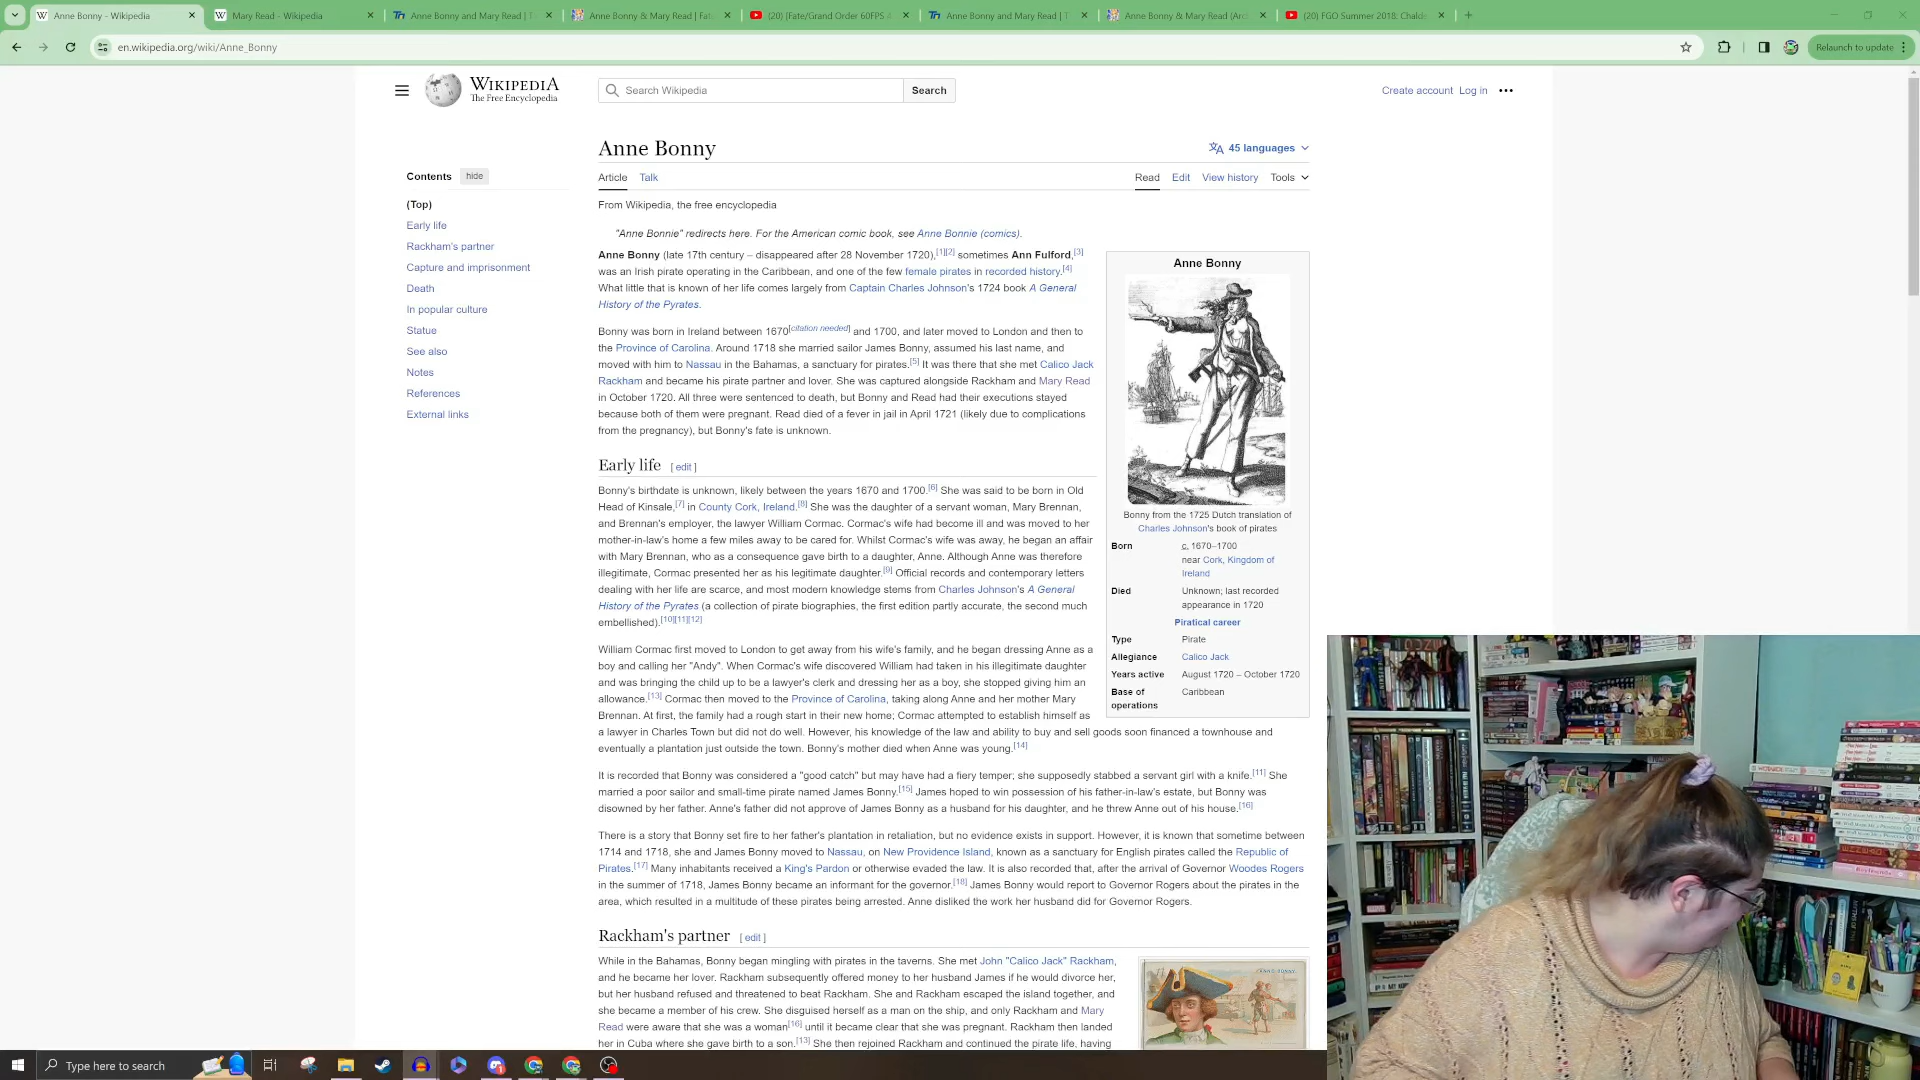 Anne Bonny - Wikipedia
Mary Read - Wikipedia
Anne Bonny and Mary Read | T
Anne Bonny & Mary Read | Fat
(20) [Fate/Grand Order 60FPS A
Anne Bonny and Mary Read | T
Anne Bonny & Mary Read (Arc
(20) FGO Summer 2018: Chald
en.wikipedia.org/wiki/Anne_Bonny
Relaunch to update
WIKIPEDIA
The Free Encyclopedia
Search Wikipedia
Search
Create account Log in
Anne Bonny
45 languages
Contents hide
(Top)
Early life
Rackham's partner
Capture and imprisonment
Death
In popular culture
Statue
See also
Notes
References
External links
Article Talk
Read Edit View history Tools
From Wikipedia, the free encyclopedia
"Anne Bonnie" redirects here. For the American comic book, see Anne Bonnie (comics).
Anne Bonny (late 17th century – disappeared after 28 November 1720),[1][2] sometimes Ann Fulford,[3]
was an Irish pirate operating in the Caribbean, and one of the few female pirates in recorded history.[4]
What little that is known of her life comes largely from Captain Charles Johnson's 1724 book A General
History of the Pyrates.
Bonny was born in Ireland between 1670[citation needed] and 1700, and later moved to London and then to
the Province of Carolina. Around 1718 she married sailor James Bonny, assumed his last name, and
moved with him to Nassau in the Bahamas, a sanctuary for pirates.[5] It was there that she met Calico Jack
Rackham and became his pirate partner and lover. She was captured alongside Rackham and Mary Read
in October 1720. All three were sentenced to death, but Bonny and Read had their executions stayed
because both of them were pregnant. Read died of a fever in jail in April 1721 (likely due to complications
from the pregnancy), but Bonny's fate is unknown.
Anne Bonny
Bonny from the 1725 Dutch translation of
Charles Johnson's book of pirates
Born c. 1670–1700
near Cork, Kingdom of
Ireland
Died Unknown; last recorded
appearance in 1720
Piratical career
Type Pirate
Allegiance Calico Jack
Years active August 1720 – October 1720
Base of Caribbean
operations
Early life [ edit ]
Bonny's birthdate is unknown, likely between the years 1670 and 1700.[6] She was said to be born in Old
Head of Kinsale,[7] in County Cork, Ireland.[8] She was the daughter of a servant woman, Mary Brennan,
and Brennan's employer, the lawyer William Cormac. Cormac's wife had become ill and was moved to her
mother-in-law's home a few miles away to be cared for. Whilst Cormac's wife was away, he began an affair
with Mary Brennan, who as a consequence gave birth to a daughter, Anne. Although Anne was therefore
illegitimate, Cormac presented her as his legitimate daughter.[9] Official records and contemporary letters
dealing with her life are scarce, and most modern knowledge stems from Charles Johnson's A General
History of the Pyrates (a collection of pirate biographies, the first edition partly accurate, the second much
embellished).[10][11][12]
William Cormac first moved to London to get away from his wife's family, and he began dressing Anne as a
boy and calling her "Andy". When Cormac's wife discovered William had taken in his illegitimate daughter
and was bringing the child up to be a lawyer's clerk and dressing her as a boy, she stopped giving him an
allowance.[13] Cormac then moved to the Province of Carolina, taking along Anne and her mother Mary
Brennan. At first, the family had a rough start in their new home; Cormac attempted to establish himself as
a lawyer in Charles Town but did not do well. However, his knowledge of the law and ability to buy and sell goods soon financed a townhouse and
eventually a plantation just outside the town. Bonny's mother died when Anne was young.[14]
It is recorded that Bonny was considered a "good catch" but may have had a fiery temper; she supposedly stabbed a servant girl with a knife.[11] She
married a poor sailor and small-time pirate named James Bonny.[15] James hoped to win possession of his father-in-law's estate, but Bonny was
disowned by her father. Anne's father did not approve of James Bonny as a husband for his daughter, and he threw Anne out of his house.[16]
There is a story that Bonny set fire to her father's plantation in retaliation, but no evidence exists in support. However, it is known that sometime between
1714 and 1718, she and James Bonny moved to Nassau, on New Providence Island, known as a sanctuary for English pirates called the Republic of
Pirates.[17] Many inhabitants received a King's Pardon or otherwise evaded the law. It is also recorded that, after the arrival of Governor Woodes Rogers
in the summer of 1718, James Bonny became an informant for the governor.[18] James Bonny would report to Governor Rogers about the pirates in the
area, which resulted in a multitude of these pirates being arrested. Anne disliked the work her husband did for Governor Rogers.
Rackham's partner [ edit ]
While in the Bahamas, Bonny began mingling with pirates in the taverns. She met John "Calico Jack" Rackham,
and he became her lover. Rackham subsequently offered money to her husband James if he would divorce her,
but her husband refused and threatened to beat Rackham. She and Rackham escaped the island together, and
she became a member of his crew. She disguised herself as a man on the ship, and only Rackham and Mary
Read were aware that she was a woman[16] until it became clear that she was pregnant. Rackham then landed
her in Cuba where she gave birth to a son.[13] She then rejoined Rackham and continued the pirate life, having
ANNE BONNY.
Type here to search